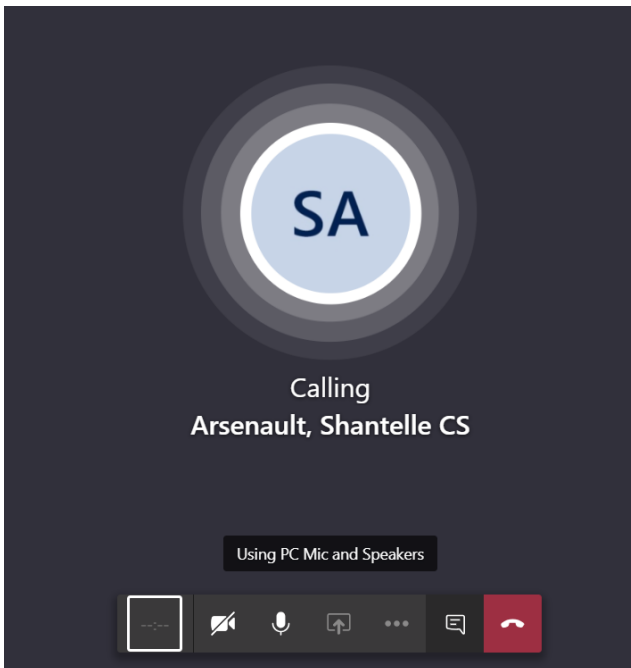 SA
Calling
Arsenault, Shantelle CS
Using PC Mic and Speakers
--:--